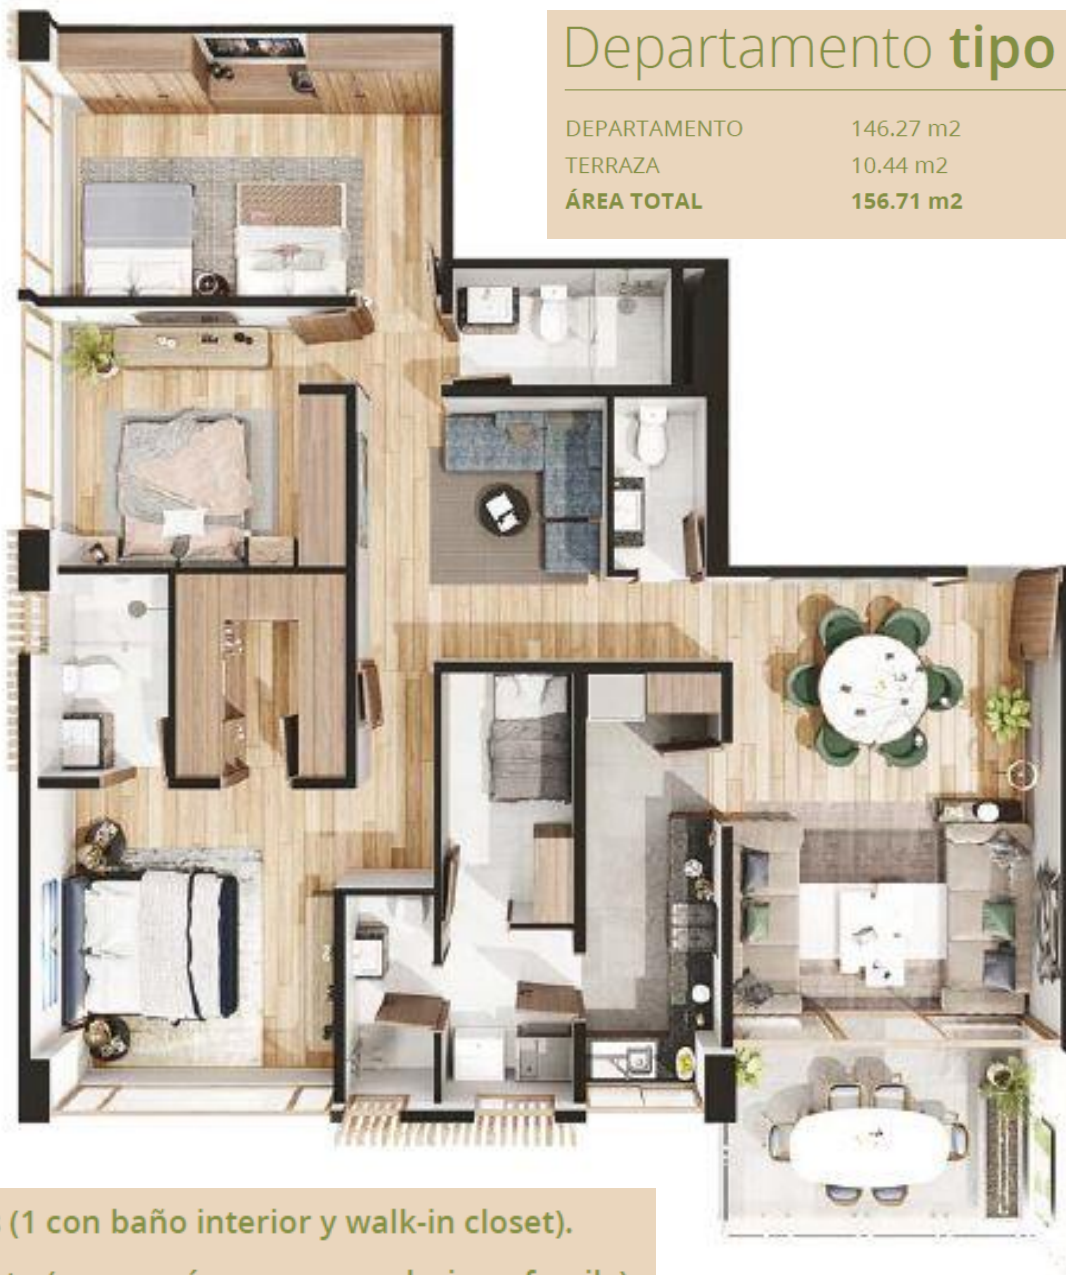 Departamento tipo
DEPARTAMENTO 146.27 m2
TERRAZA 10.44 m2
ÁREA TOTAL 156.71 m2
(1 con baño interior y walk-in closet).